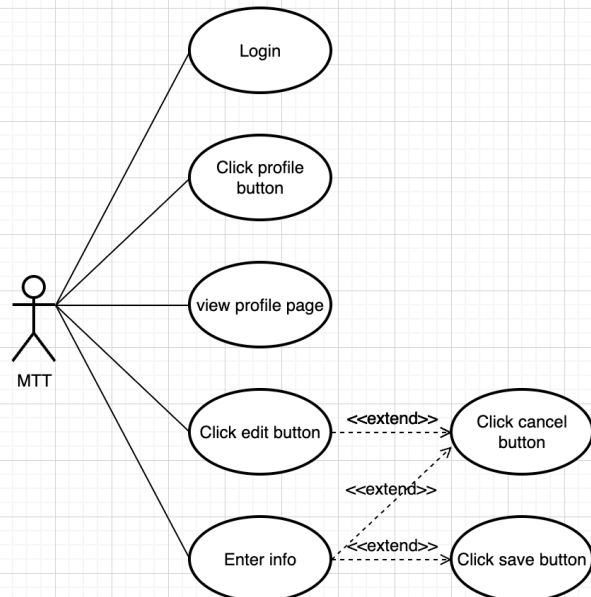 Login
Click profile
button
view profile page
MTT
Click edit button
<<extend>>
Click cancel
button
<<extend>>
Enter info
<<extend>>
Click save button